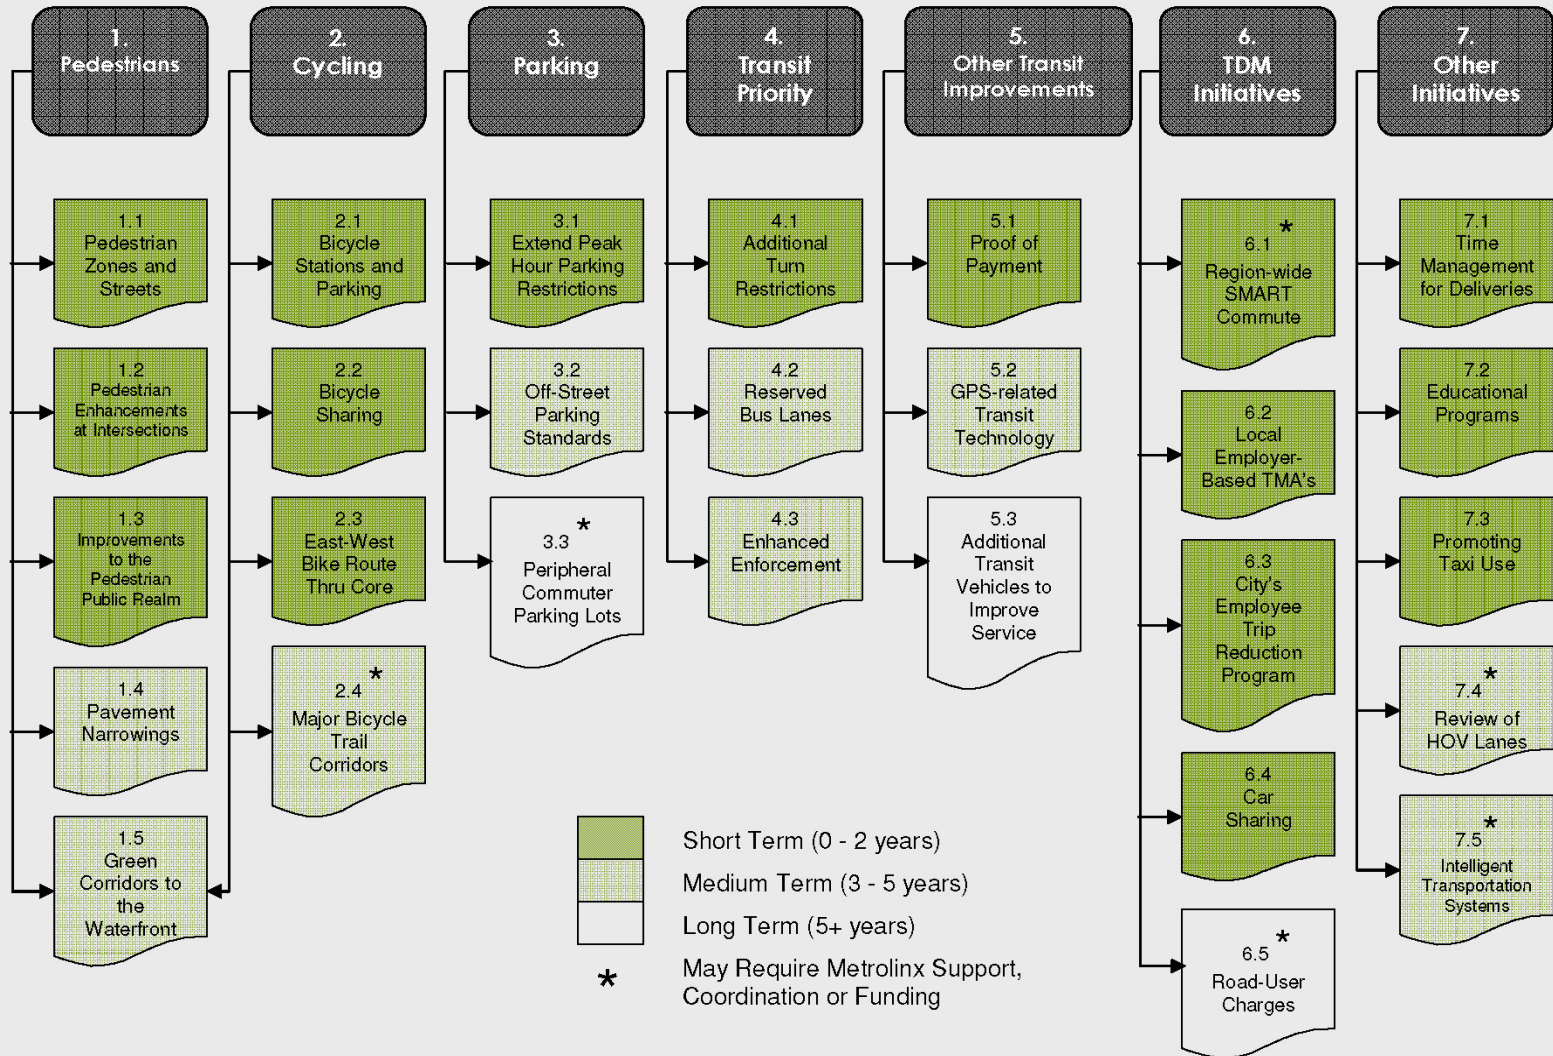 1.
Pedestrians
2.
Cycling
3.
Parking
4.
Transit
Priority
5.
Other Transit
Improvements
6.
TDM
Initiatives
7.
Other
Initiatives
1.1
Pedestrian
Zones and
Streets
1.2
Pedestrian
Enhancements
at Intersections
1.3
Improvements
to the
Pedestrian
Public Realm
1.4
Pavement
Narrowings
1.5
Green
Corridors to
the
Waterfront
2.1
Bicycle
Stations and
Parking
2.2
Bicycle
Sharing
2.3
East-West
Bike Route
Thru Core
2.4 *
Major Bicycle
Trail
Corridors
3.1
Extend Peak
Hour Parking
Restrictions
3.2
Off-Street
Parking
Standards
3.3 *
Peripheral
Commuter
Parking Lots
4.1
Additional
Turn
Restrictions
4.2
Reserved
Bus Lanes
4.3
Enhanced
Enforcement
5.1
Proof of
Payment
5.2
GPS-related
Transit
Technology
5.3
Additional
Transit
Vehicles to
Improve
Service
6.1 *
Region-wide
SMART
Commute
6.2
Local
Employer-
Based TMA's
6.3
City's
Employee
Trip
Reduction
Program
6.4
Car
Sharing
6.5 *
Road-User
Charges
7.1
Time
Management
for Deliveries
7.2
Educational
Programs
7.3
Promoting
Taxi Use
7.4 *
Review of
HOV Lanes
7.5 *
Intelligent
Transportation
Systems
Short Term (0 - 2 years)
Medium Term (3 - 5 years)
Long Term (5+ years)
* May Require Metrolinx Support,
Coordination or Funding